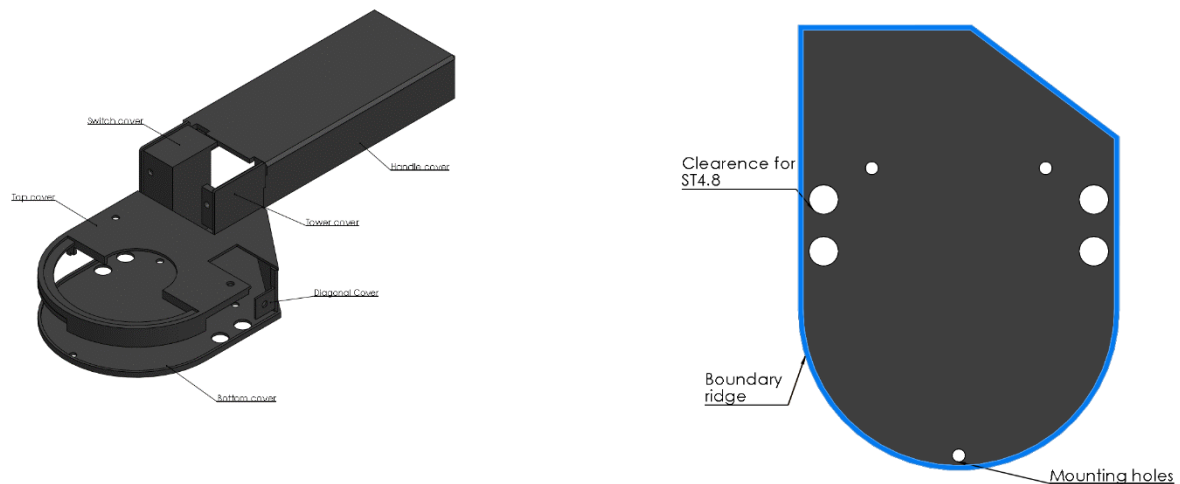 Switch cover
Handle cover
Top cover
Tower cover
Diagonal Cover
Bottom cover
Clearence for
ST4.8
Boundary
ridge
Mounting holes